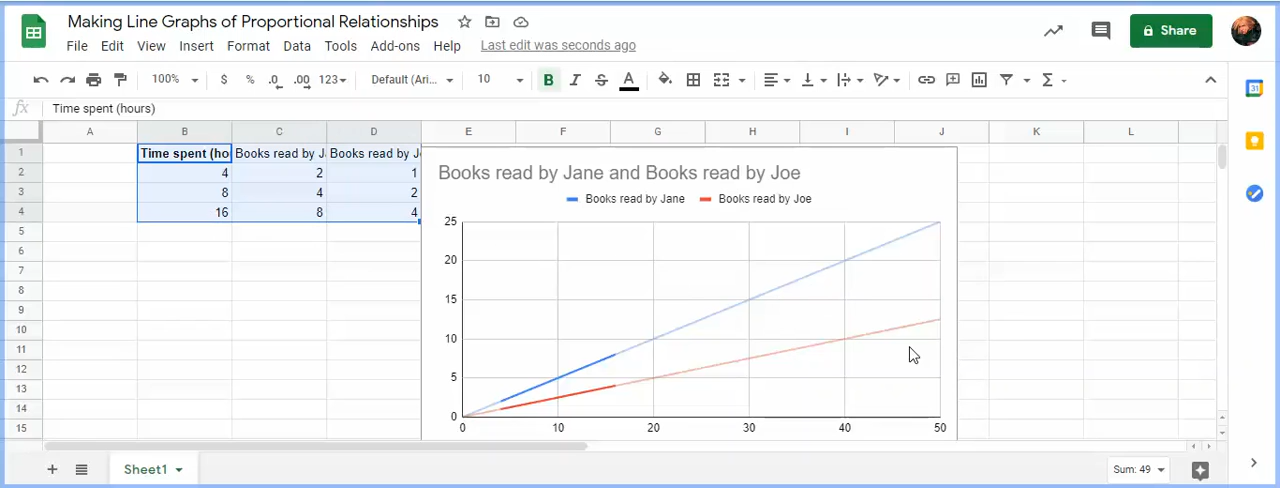 Making Line Graphs of Proportional Relationships
File Edit View Insert Format Data Tools Add-ons Help Last edit was seconds ago
Share
100% $ % .0 .00 123 Default (Ari... 10 B I S A
31
fx Time spent (hours)
A B C D E F G H I J K L
1 Time spent (ho Books read by J Books read by J
2 4 2 1
3 8 4 2
4 16 8 4
5
6
7
8
9
10
11
12
13
14
15
Books read by Jane and Books read by Joe
Books read by Jane Books read by Joe
25
20
15
10
5
0
0 10 20 30 40 50
Sheet1
Sum: 49